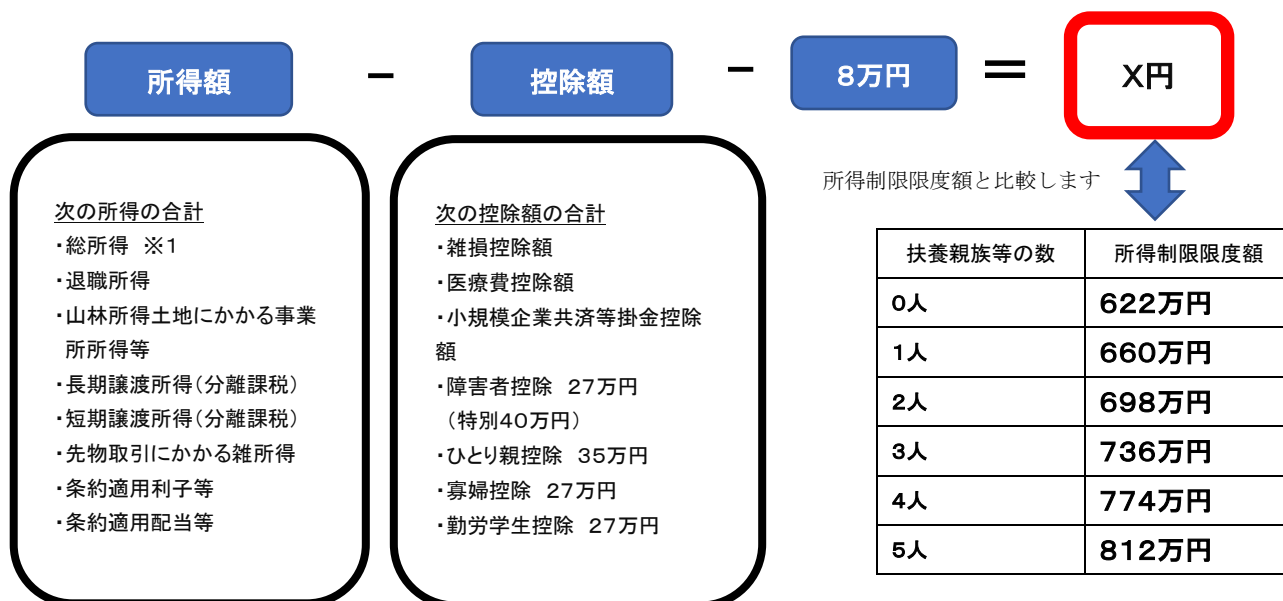 所得額 － 控除額 － 8万円 ＝ X円
所得制限限度額と比較します
次の所得の合計
・総所得 ※1
・退職所得
・山林所得土地にかかる事業
所所得等
・長期譲渡所得(分離課税)
・短期譲渡所得(分離課税)
・先物取引にかかる雑所得
・条約適用利子等
・条約適用配当等
次の控除額の合計
・雑損控除額
・医療費控除額
・小規模企業共済等掛金控除
額
・障害者控除 27万円
(特別40万円)
・ひとり親控除 35万円
・寡婦控除 27万円
・勤労学生控除 27万円
扶養親族等の数 所得制限限度額
0人 622万円
1人 660万円
2人 698万円
3人 736万円
4人 774万円
5人 812万円